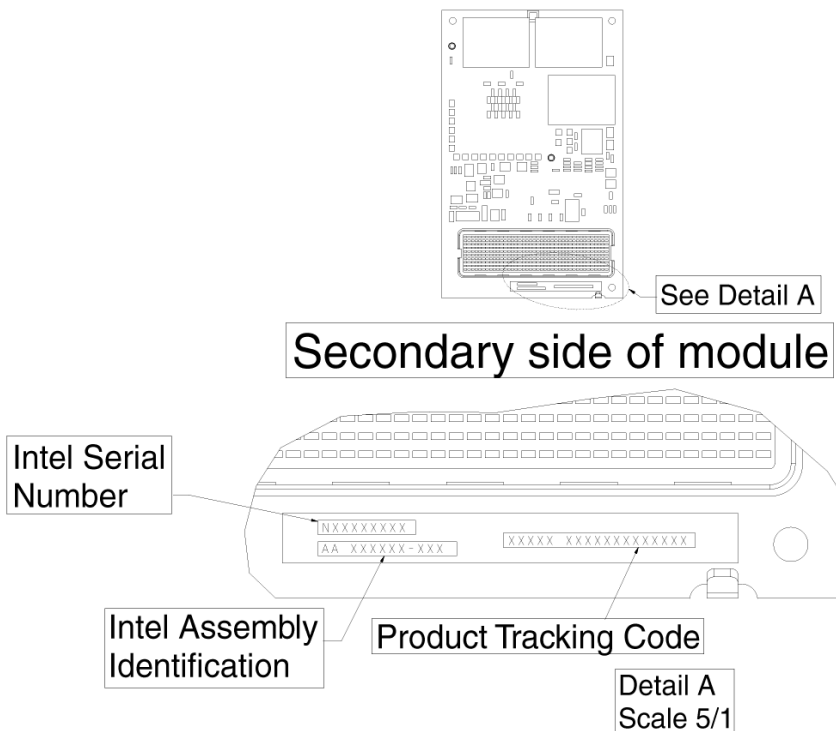 See Detail A
Secondary side of module
Intel Serial
Number
NXXXXXXXX
AA XXXXXX-XXX
XXXXX XXXXXXXXXXXXX
Intel Assembly
Identification
Product Tracking Code
Detail A
Scale 5/1